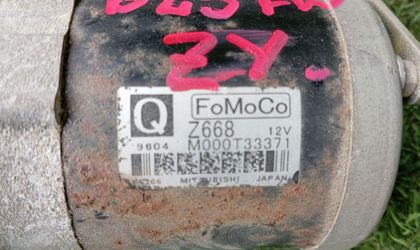 ZY.
Q
FoMoCo
Z668 12V
9604 M000T33371
MITSUBISHI JAPAN